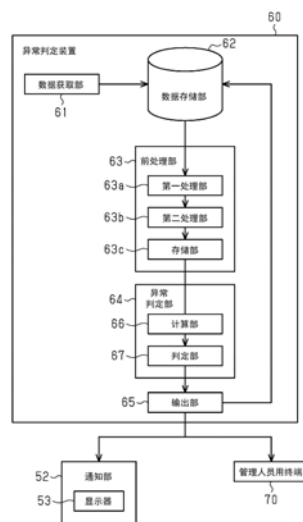 60
异常判定装置
62
数据获取部
61
数据存储部
63
前处理部
63a
第一处理部
63b
第二处理部
63c
存储部
64
异常
判定部
66
计算部
67
判定部
65
输出部
52
通知部
53
显示器
管理人员用终端
70